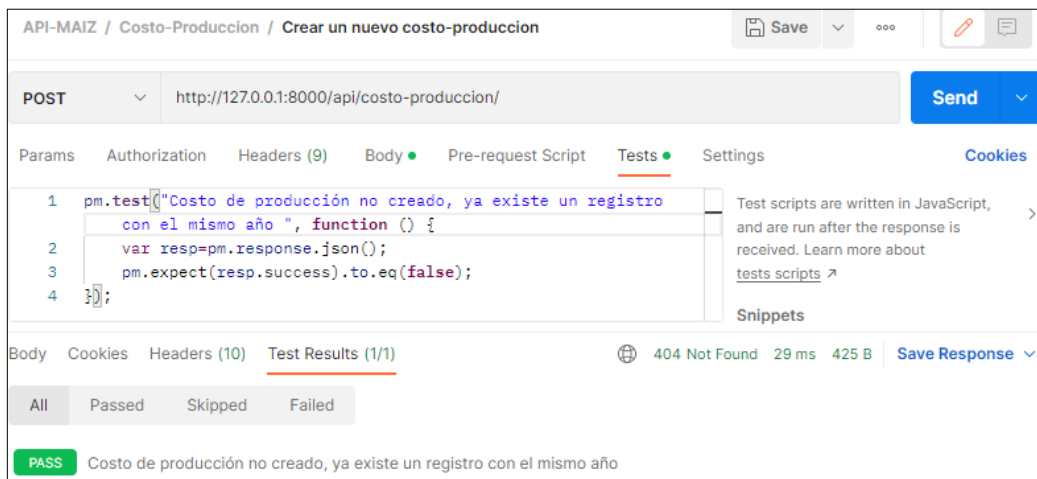 API-MAIZ / Costo-Produccion / Crear un nuevo costo-produccion Save ooo
POST http://127.0.0.1:8000/api/costo-produccion/ Send
Params Authorization Headers (9) Body Pre-request Script Tests Settings Cookies
1 pm.test("Costo de producción no creado, ya existe un registro
con el mismo año ", function () {
2 var resp=pm.response.json();
3 pm.expect(resp.success).to.eq(false);
4 });
Test scripts are written in JavaScript,
and are run after the response is
received. Learn more about
tests scripts ↗
Snippets
Body Cookies Headers (10) Test Results (1/1) 404 Not Found 29 ms 425 B Save Response
All Passed Skipped Failed
PASS Costo de producción no creado, ya existe un registro con el mismo año